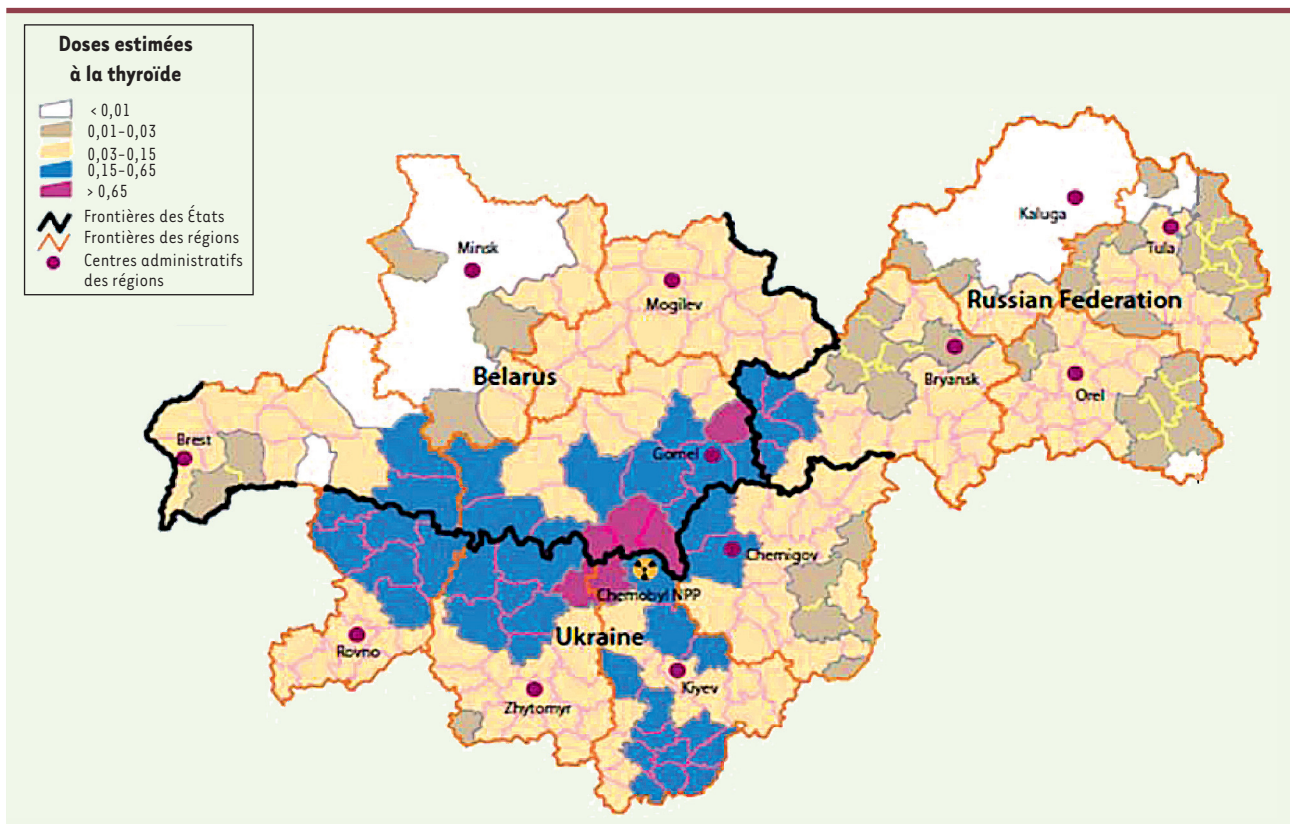 Doses estimées
à la thyroïde
< 0,01
0,01-0,03
0,03-0,15
0,15-0,65
> 0,65
Frontières des États
Frontières des régions
Centres administratifs
des régions
Kaluga
Tula
Minsk
Mogilev
Russian Federation
Bryansk
Belarus
Orel
Brest
Gomel
Chernigov
Chernobyl NPP
Ukraine
Rovno
Kiyev
Zhytomyr